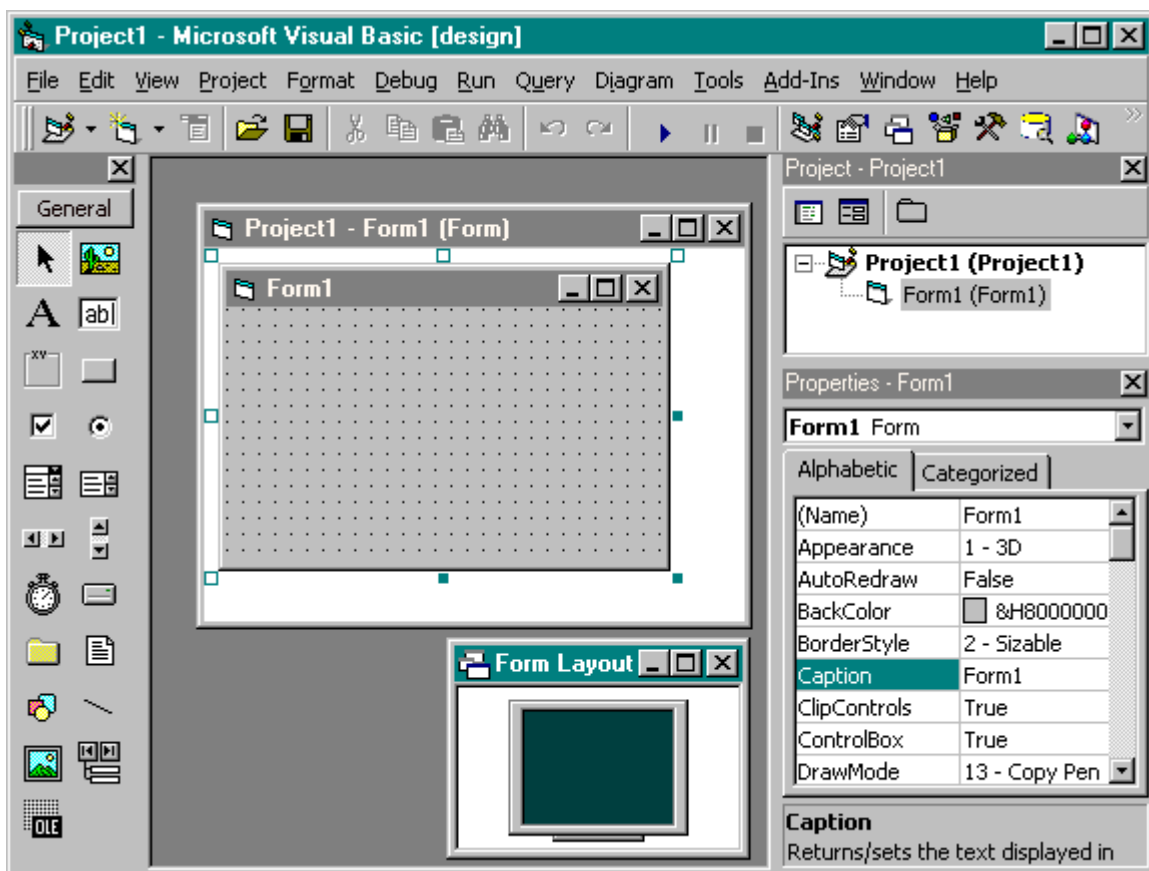 Project1 - Microsoft Visual Basic [design]
File Edit View Project Format Debug Run Query Diagram Tools Add-Ins Window Help
General
A
abl
XY
OLE
Project1 - Form1 (Form)
Form1
Form Layout
Project - Project1
Project1 (Project1)
Form1 (Form1)
Properties - Form1
Form1 Form
Alphabetic Categorized
(Name) Form1
Appearance 1 - 3D
AutoRedraw False
BackColor &H8000000
BorderStyle 2 - Sizable
Caption Form1
ClipControls True
ControlBox True
DrawMode 13 - Copy Pen
Caption
Returns/sets the text displayed in